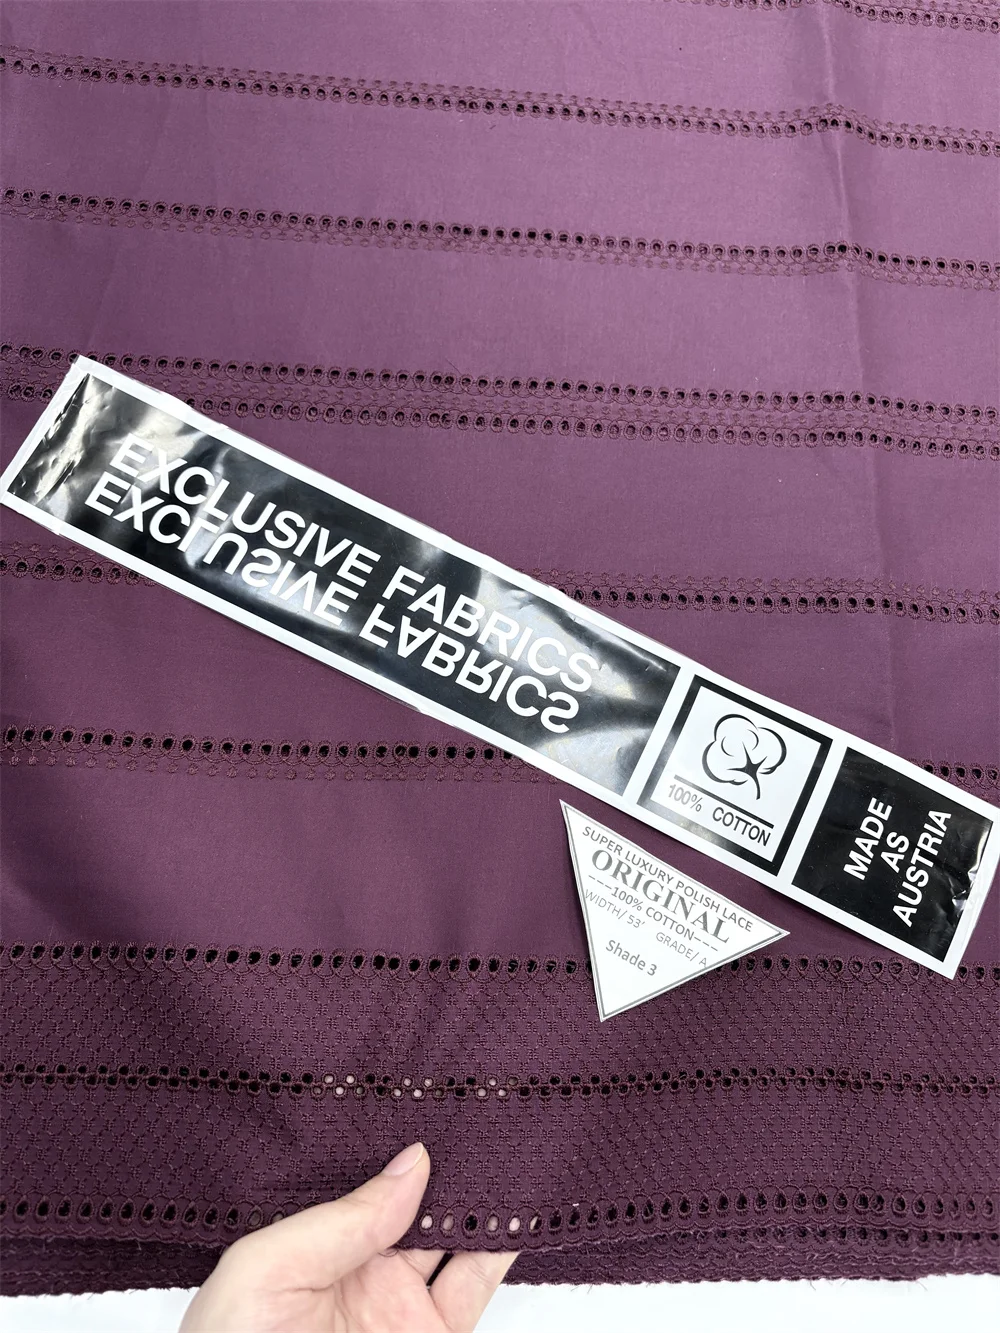 EXCLUSIVE FABRICS
EXCLUSIVE FABRICS
100% COTTON
MADE
AS
AUSTRIA
SUPER LUXURY POLISH LACE
ORIGINAL
---100% COTTON----
WIDTH/ 53' GRADE/ A
Shade 3